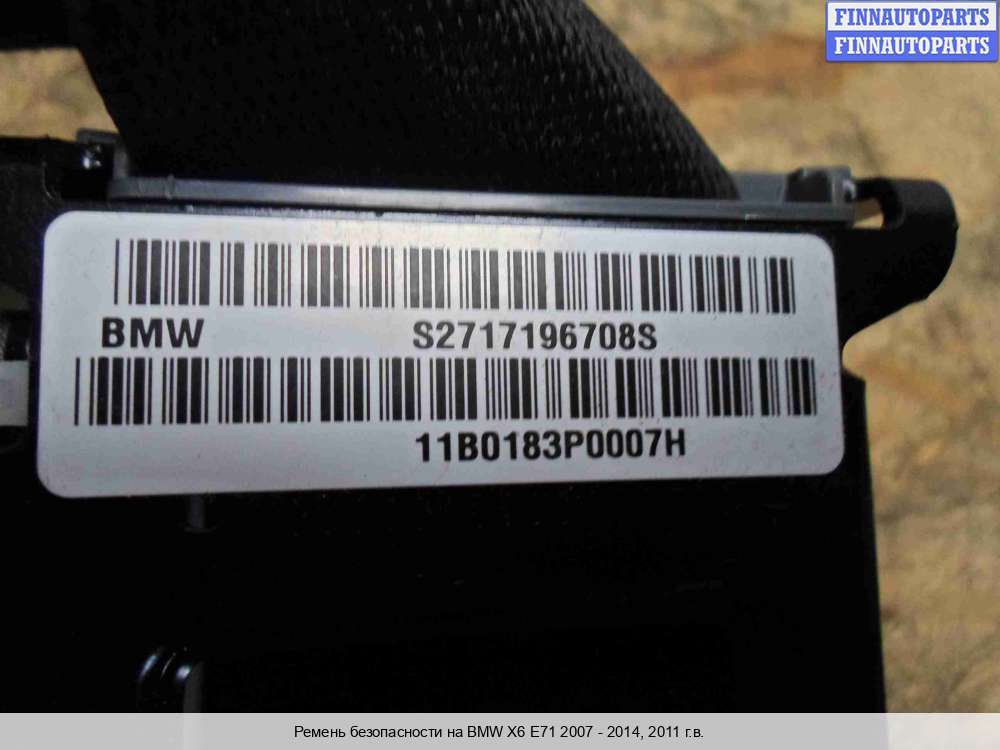 FINNAUTOPARTS
FINNAUTOPARTS
BMW S2717196708S
11B0183P0007H
Ремень безопасности на BMW X6 E71 2007 - 2014, 2011 г.в.